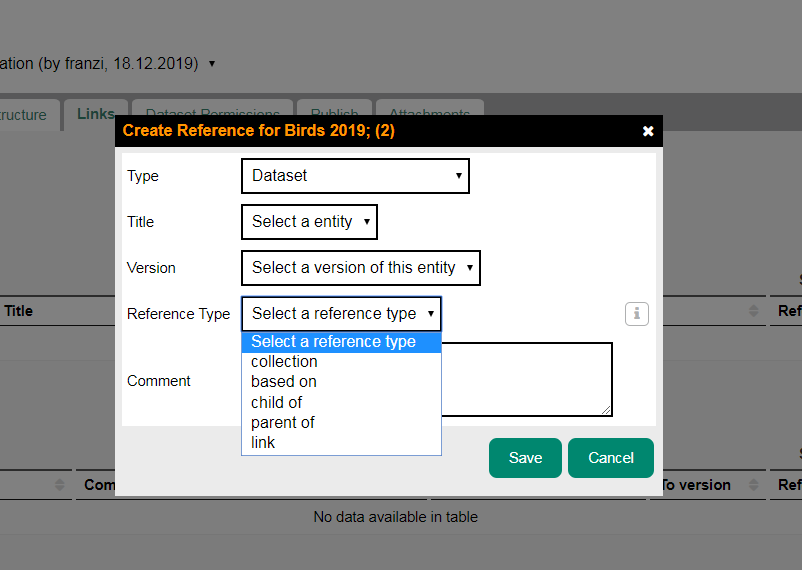 ation (by franzi, 18.12.2019)
ructure Links Dataset Permissions Publish Attachments
Create Reference for Birds 2019; (2)
Type Dataset
Title Select a entity
Version Select a version of this entity
Title Ref
Reference Type Select a reference type
Select a reference type
collection
based on
Comment
child of
parent of
link
Save Cancel
Com To version Ref
No data available in table